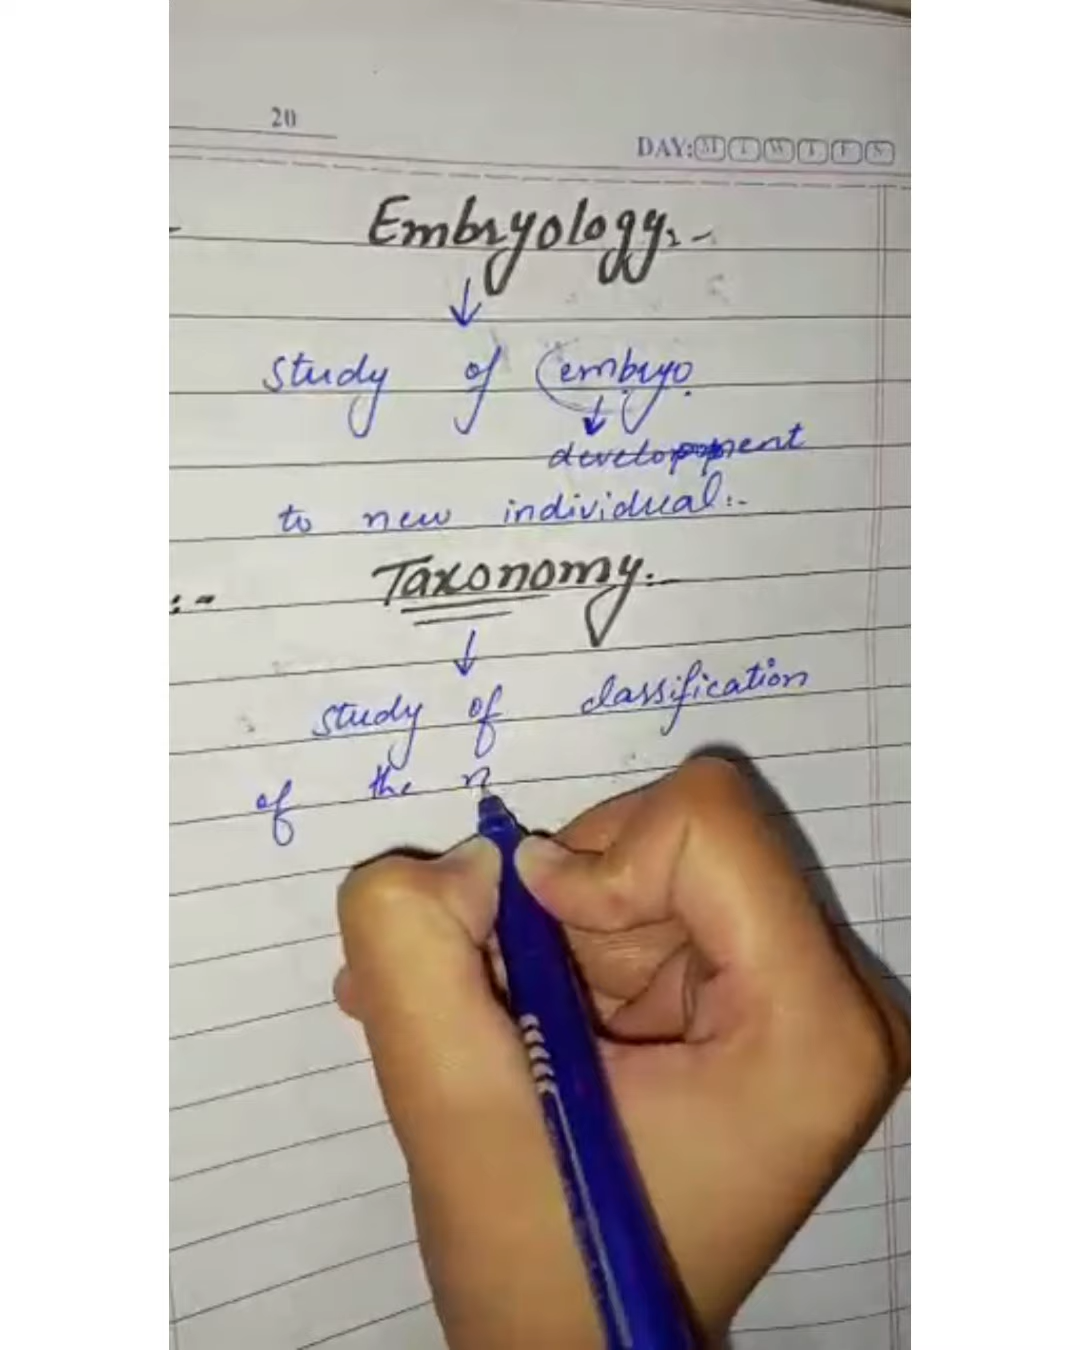 20
DAY: M T W T F S
Embryology:-
↓
study of (embryo.
↓
development
to new individual:-
:- Taxonomy:-
↓
study of classification
of the n